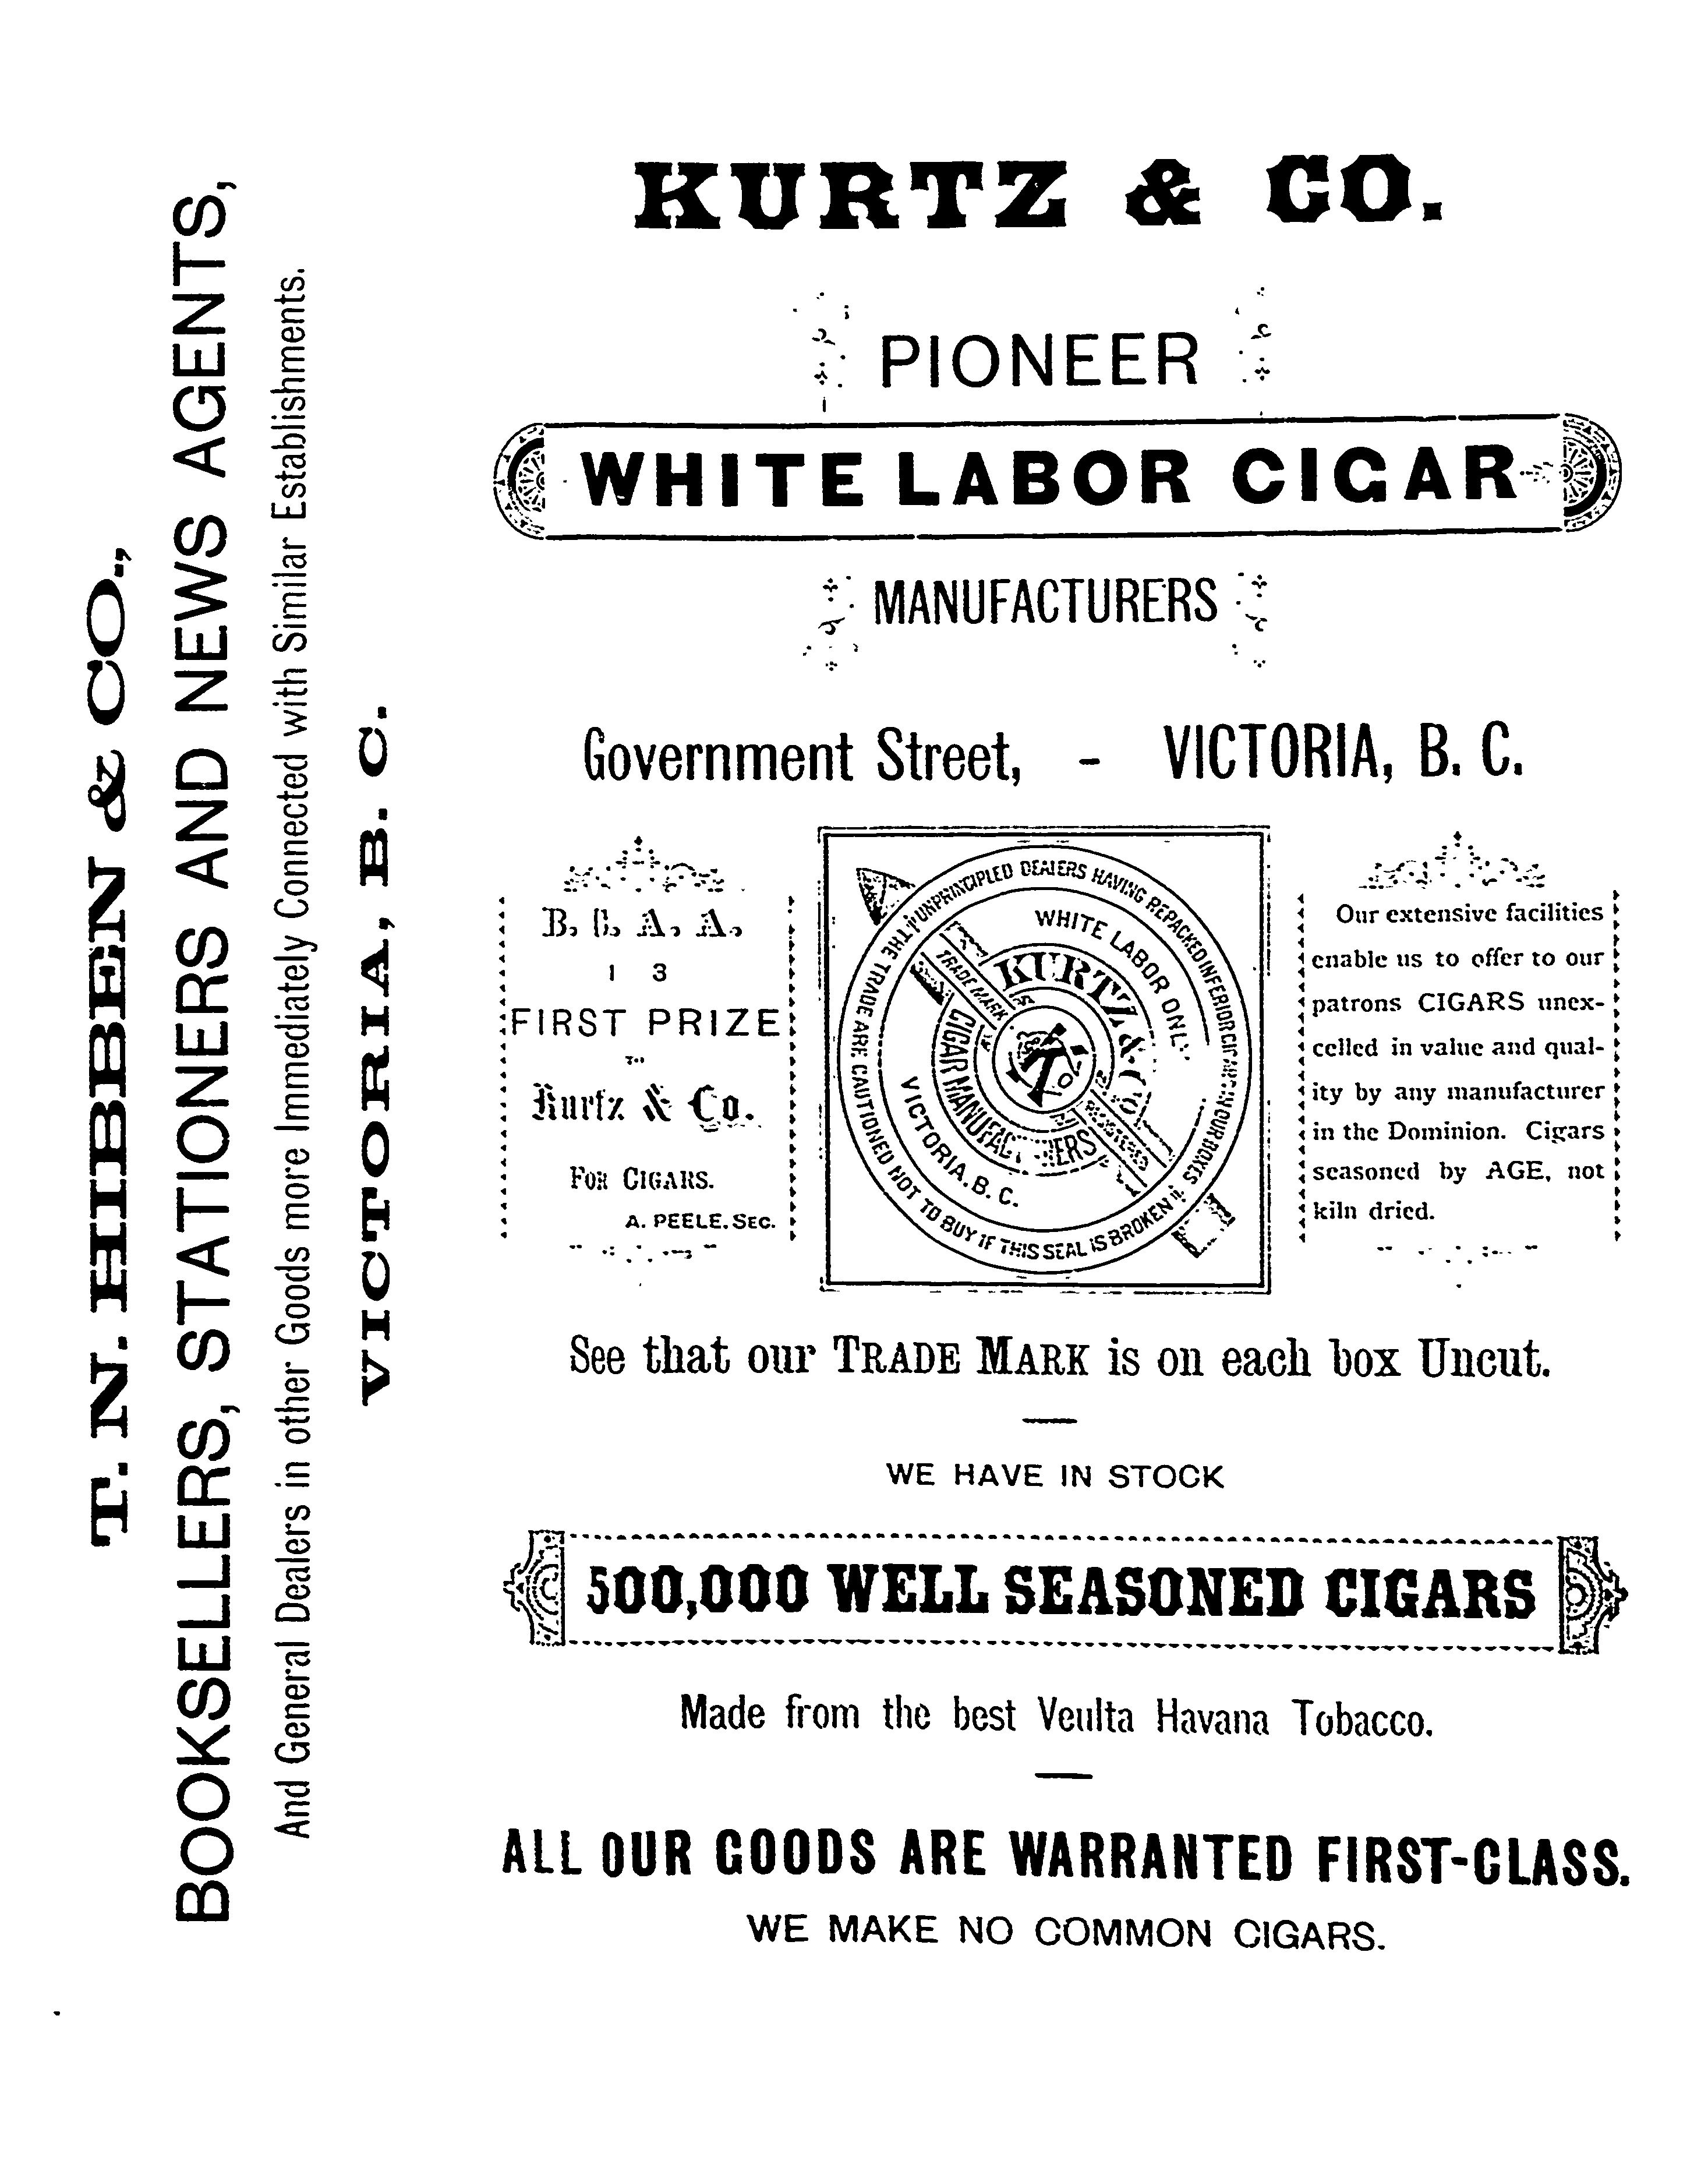 T. N. HIBBEN & CO.,
BOOKSELLERS, STATIONERS AND NEWS AGENTS,
And General Dealers in other Goods more Immediately Connected with Similar Establishments.
VICTORIA, B. C.
KURTZ & CO.
PIONEER
WHITE LABOR CIGAR
MANUFACTURERS
Government Street, - VICTORIA, B. C.
B. C. A. A.
1 3
FIRST PRIZE
TO
Kurtz & Co.
FOR CIGARS.
A. PEELE. SEC.
UNPRINCIPLED DEALERS HAVING REPACKED INFERIOR CIGARS IN OUR BOXES
THE TRADE ARE CAUTIONED NOT TO BUY IF THIS SEAL IS BROKEN
WHITE LABOR ONLY
VICTORIA. B. C.
KURTZ & CO
CIGAR MANUFACTURERS
TRADE MARK
REGISTERED
Our extensive facilities
enable us to offer to our
patrons CIGARS unex-
celled in value and qual-
ity by any manufacturer
in the Dominion. Cigars
seasoned by AGE, not
kiln dried.
See that our TRADE MARK is on each box Uncut.
WE HAVE IN STOCK
500,000 WELL SEASONED CIGARS
Made from the best Veulta Havana Tobacco.
ALL OUR GOODS ARE WARRANTED FIRST-CLASS.
WE MAKE NO COMMON CIGARS.